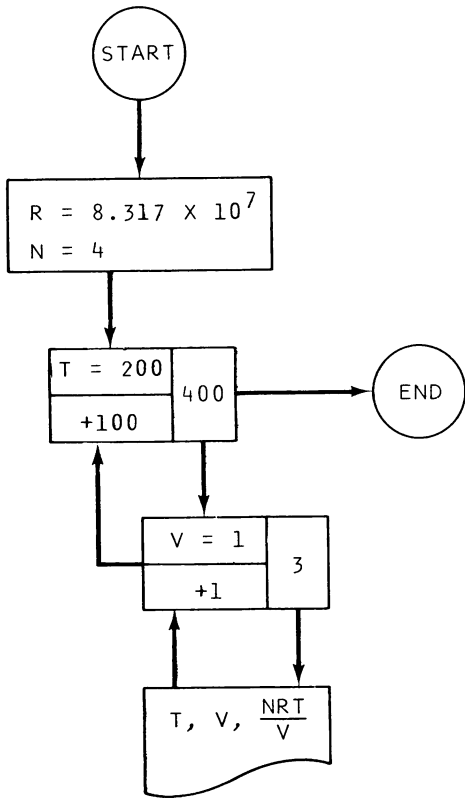 START
R = 8.317 X 10^7
N = 4
T = 200
400
+100
END
V = 1
3
+1
T, V, NRT/V